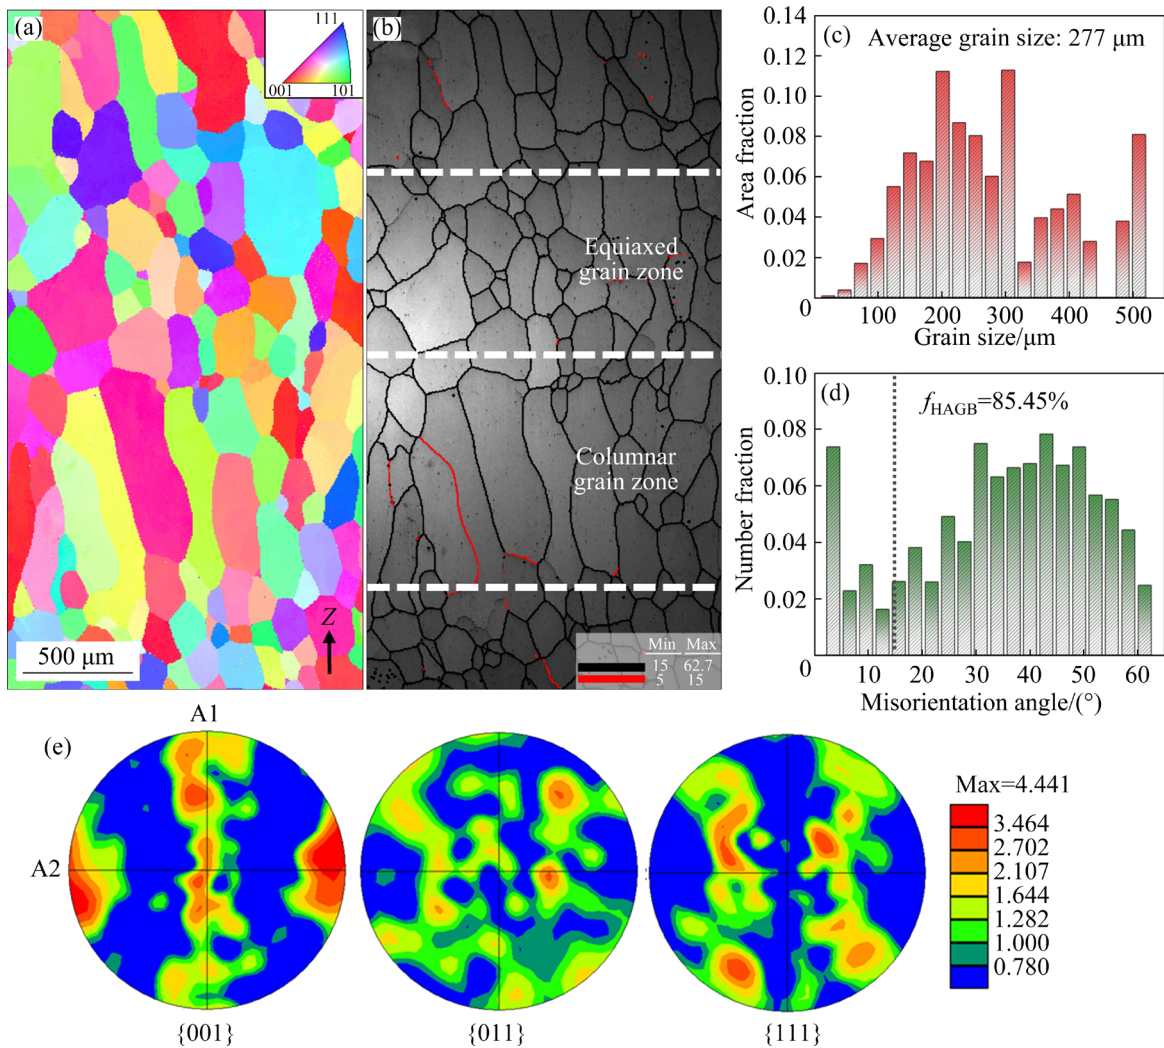 (a)
111
001
101
Z
500 μm
(b)
Equiaxed
grain zone
Columnar
grain zone
Min Max
15 62.7
5 15
(c)
Average grain size: 277 μm
Area fraction
0.14
0.12
0.10
0.08
0.06
0.04
0.02
0
100 200 300 400 500
Grain size/μm
(d)
fHAGB=85.45%
Number fraction
0.10
0.08
0.06
0.04
0.02
0
10 20 30 40 50 60
Misorientation angle/(°)
(e)
A1
A2
{001}
{011}
{111}
Max=4.441
3.464
2.702
2.107
1.644
1.282
1.000
0.780